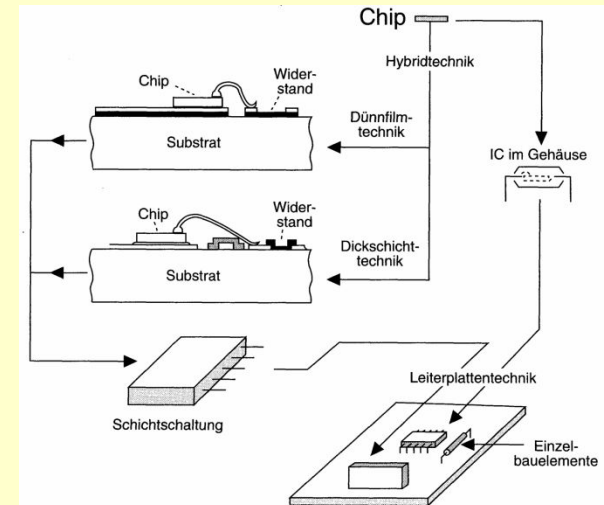 Chip
Hybridtechnik
Chip
Wider-
stand
Substrat
Dünnfilm-
technik
IC im Gehäuse
Chip
Wider-
stand
Substrat
Dickschicht-
technik
Schichtschaltung
Leiterplattentechnik
Einzel-
bauelemente